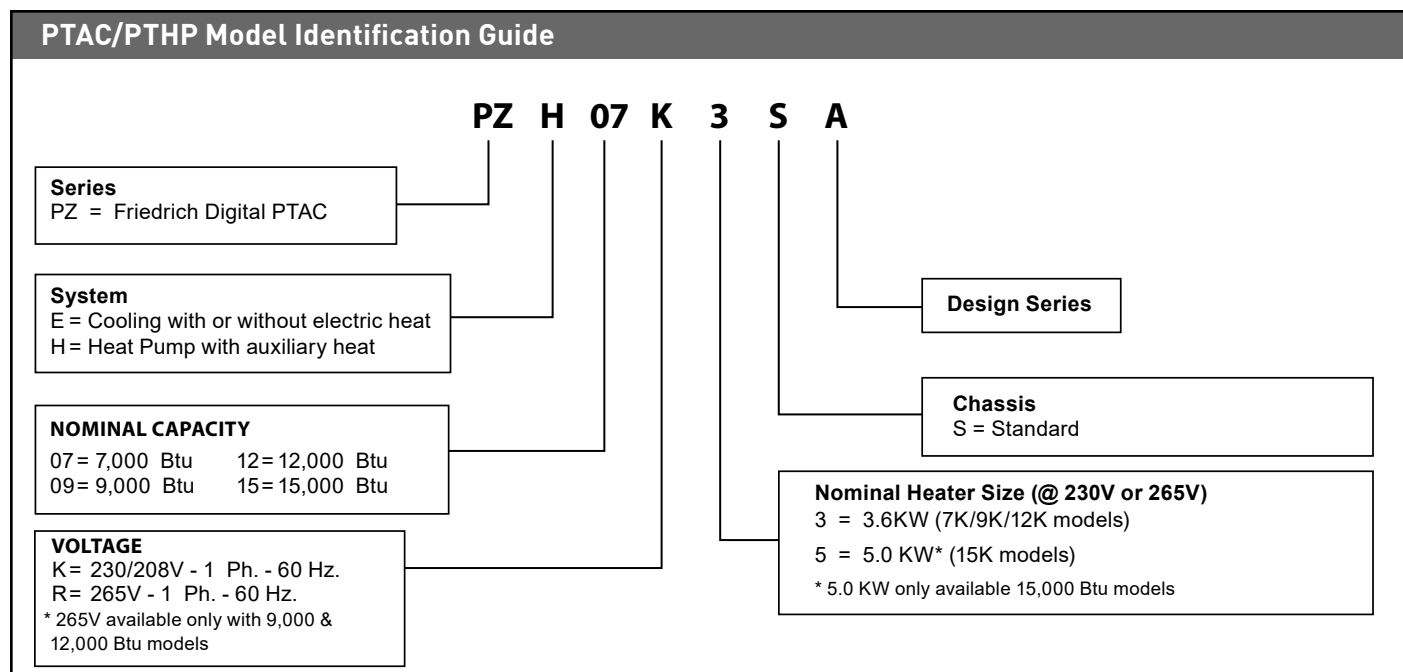 PTAC/PTHP Model Identification Guide
PZ H 07 K 3 S A
Series
PZ = Friedrich Digital PTAC
System
E = Cooling with or without electric heat
H = Heat Pump with auxiliary heat
NOMINAL CAPACITY
07 = 7,000 Btu 12 = 12,000 Btu
09 = 9,000 Btu 15 = 15,000 Btu
VOLTAGE
K = 230/208V - 1 Ph. - 60 Hz.
R = 265V - 1 Ph. - 60 Hz.
* 265V available only with 9,000 &
12,000 Btu models
Design Series
Chassis
S = Standard
Nominal Heater Size (@ 230V or 265V)
3 = 3.6KW (7K/9K/12K models)
5 = 5.0 KW* (15K models)
* 5.0 KW only available 15,000 Btu models